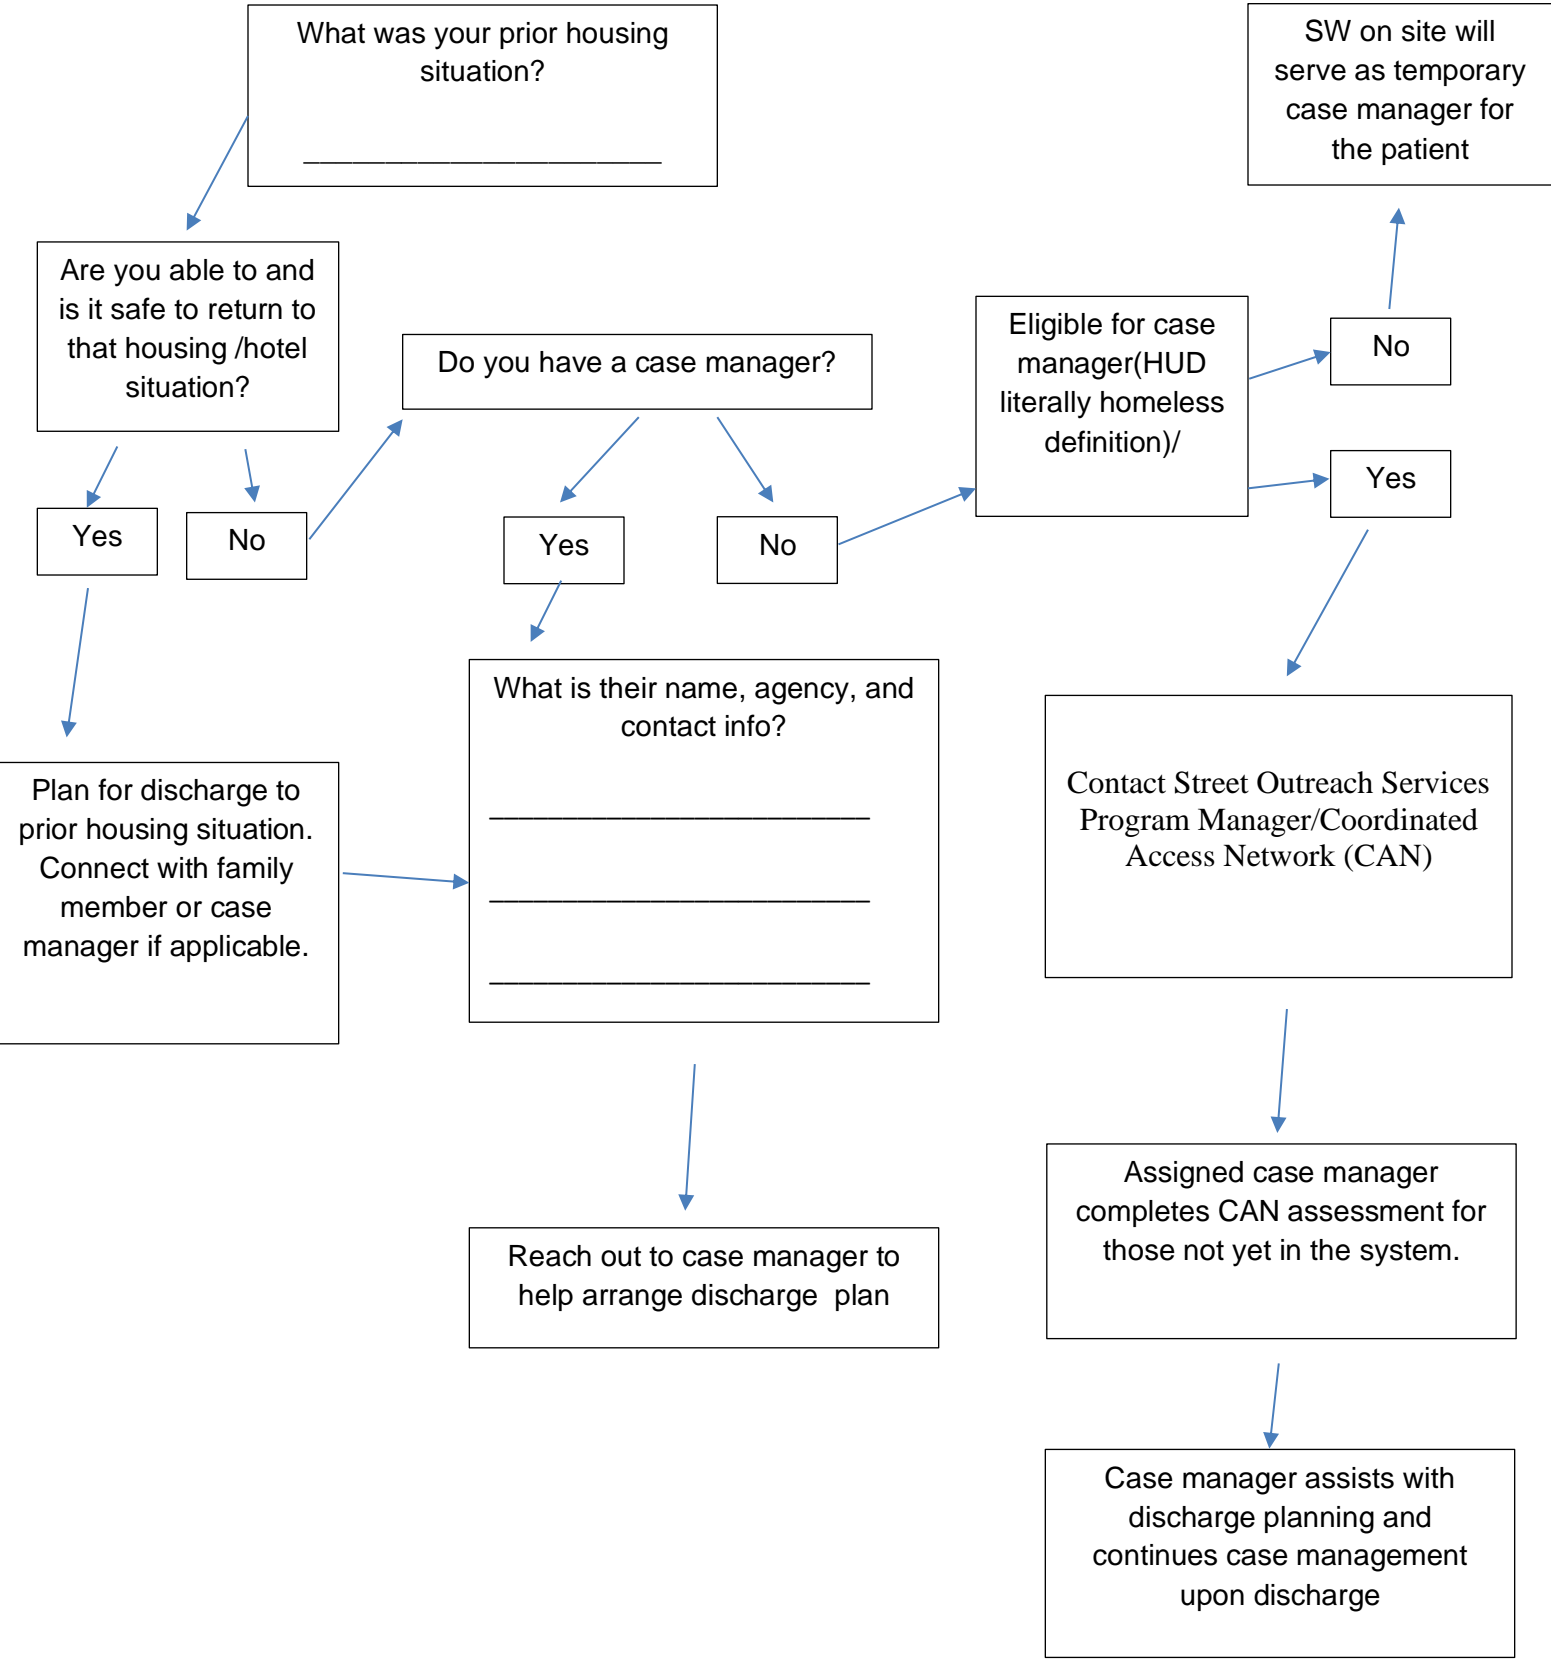 What was your prior housing
situation?
______________________
SW on site will
serve as temporary
case manager for
the patient
Are you able to and
is it safe to return to
that housing /hotel
situation?
Do you have a case manager?
Eligible for case
manager(HUD
literally homeless
definition)/
No
Yes
Yes
No
Yes
No
What is their name, agency, and
contact info?
__________________________
__________________________
__________________________
Plan for discharge to
prior housing situation.
Connect with family
member or case
manager if applicable.
Contact Street Outreach Services
Program Manager/Coordinated
Access Network (CAN)
Reach out to case manager to
help arrange discharge  plan
Assigned case manager
completes CAN assessment for
those not yet in the system.
Case manager assists with
discharge planning and
continues case management
upon discharge